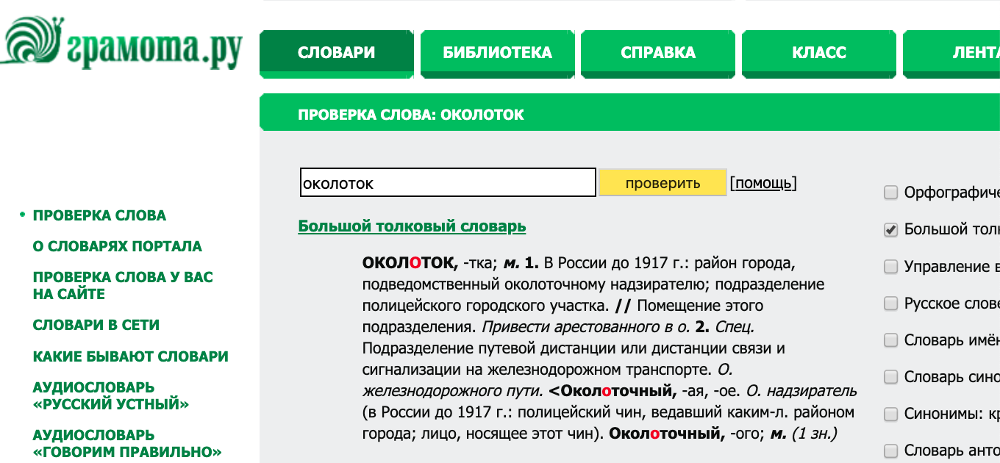 грамота.ру
СЛОВАРИ
БИБЛИОТЕКА
СПРАВКА
КЛАСС
ЛЕНТА
ПРОВЕРКА СЛОВА: ОКОЛОТОК
околоток
проверить
[помощь]
Большой толковый словарь
ОКОЛОТОК, -тка; м. 1. В России до 1917 г.: район города,
подведомственный околоточному надзирателю; подразделение
полицейского городского участка. // Помещение этого
подразделения. Привести арестованного в о. 2. Спец.
Подразделение путевой дистанции или дистанции связи и
сигнализации на железнодорожном транспорте. О.
железнодорожного пути. <Околоточный, -ая, -ое. О. надзиратель
(в России до 1917 г.: полицейский чин, ведавший каким-л. районом
города; лицо, носящее этот чин). Околоточный, -ого; м. (1 зн.)
ПРОВЕРКА СЛОВА
О СЛОВАРЯХ ПОРТАЛА
ПРОВЕРКА СЛОВА У ВАС
НА САЙТЕ
СЛОВАРИ В СЕТИ
КАКИЕ БЫВАЮТ СЛОВАРИ
АУДИОСЛОВАРЬ
«РУССКИЙ УСТНЫЙ»
АУДИОСЛОВАРЬ
«ГОВОРИМ ПРАВИЛЬНО»
Орфографиче
Большой толк
Управление в
Русское слове
Словарь имён
Словарь сино
Синонимы: кр
Словарь анто